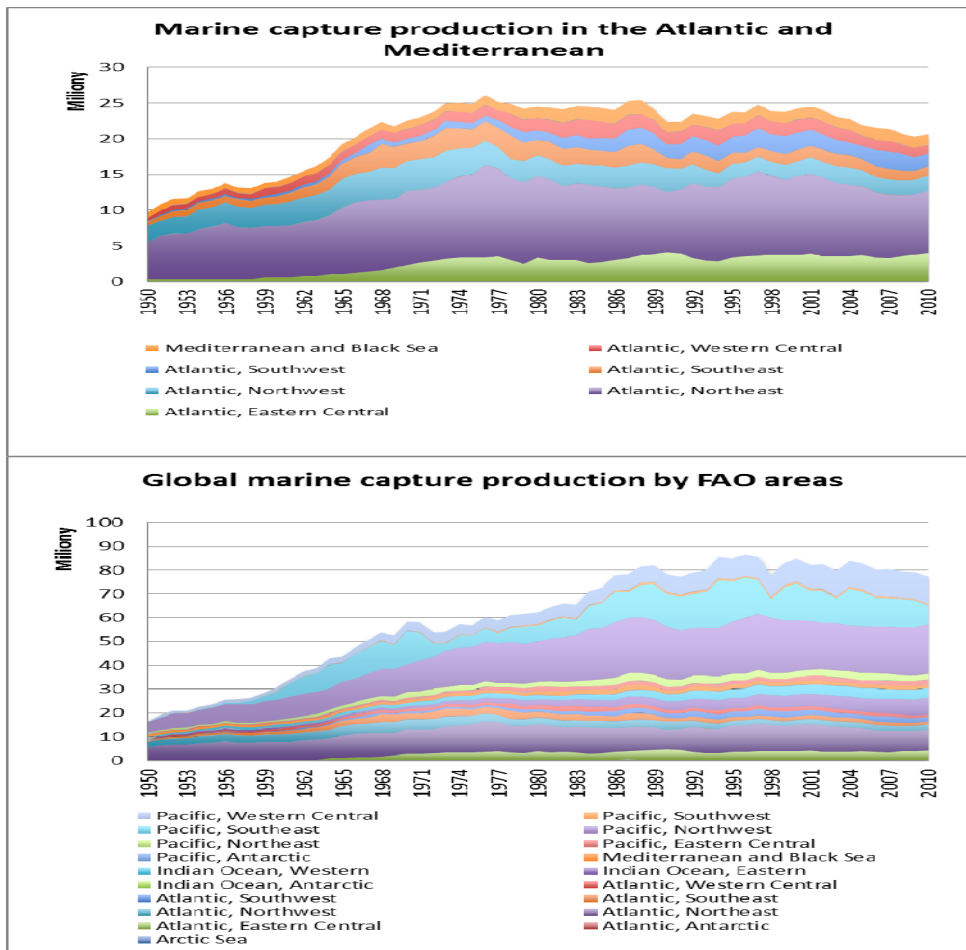 Marine capture production in the Atlantic and
Mediterranean
Miliony
30
25
20
15
10
5
0
1950 1953 1956 1959 1962 1965 1968 1971 1974 1977 1980 1983 1986 1989 1992 1995 1998 2001 2004 2007 2010
Mediterranean and Black Sea Atlantic, Western Central
Atlantic, Southwest Atlantic, Southeast
Atlantic, Northwest Atlantic, Northeast
Atlantic, Eastern Central
Global marine capture production by FAO areas
Miliony
100
90
80
70
60
50
40
30
20
10
0
1950 1953 1956 1959 1962 1965 1968 1971 1974 1977 1980 1983 1986 1989 1992 1995 1998 2001 2004 2007 2010
Pacific, Western Central Pacific, Southwest
Pacific, Southeast Pacific, Northwest
Pacific, Northeast Pacific, Eastern Central
Pacific, Antarctic Mediterranean and Black Sea
Indian Ocean, Western Indian Ocean, Eastern
Indian Ocean, Antarctic Atlantic, Western Central
Atlantic, Southwest Atlantic, Southeast
Atlantic, Northwest Atlantic, Northeast
Atlantic, Eastern Central Atlantic, Antarctic
Arctic Sea